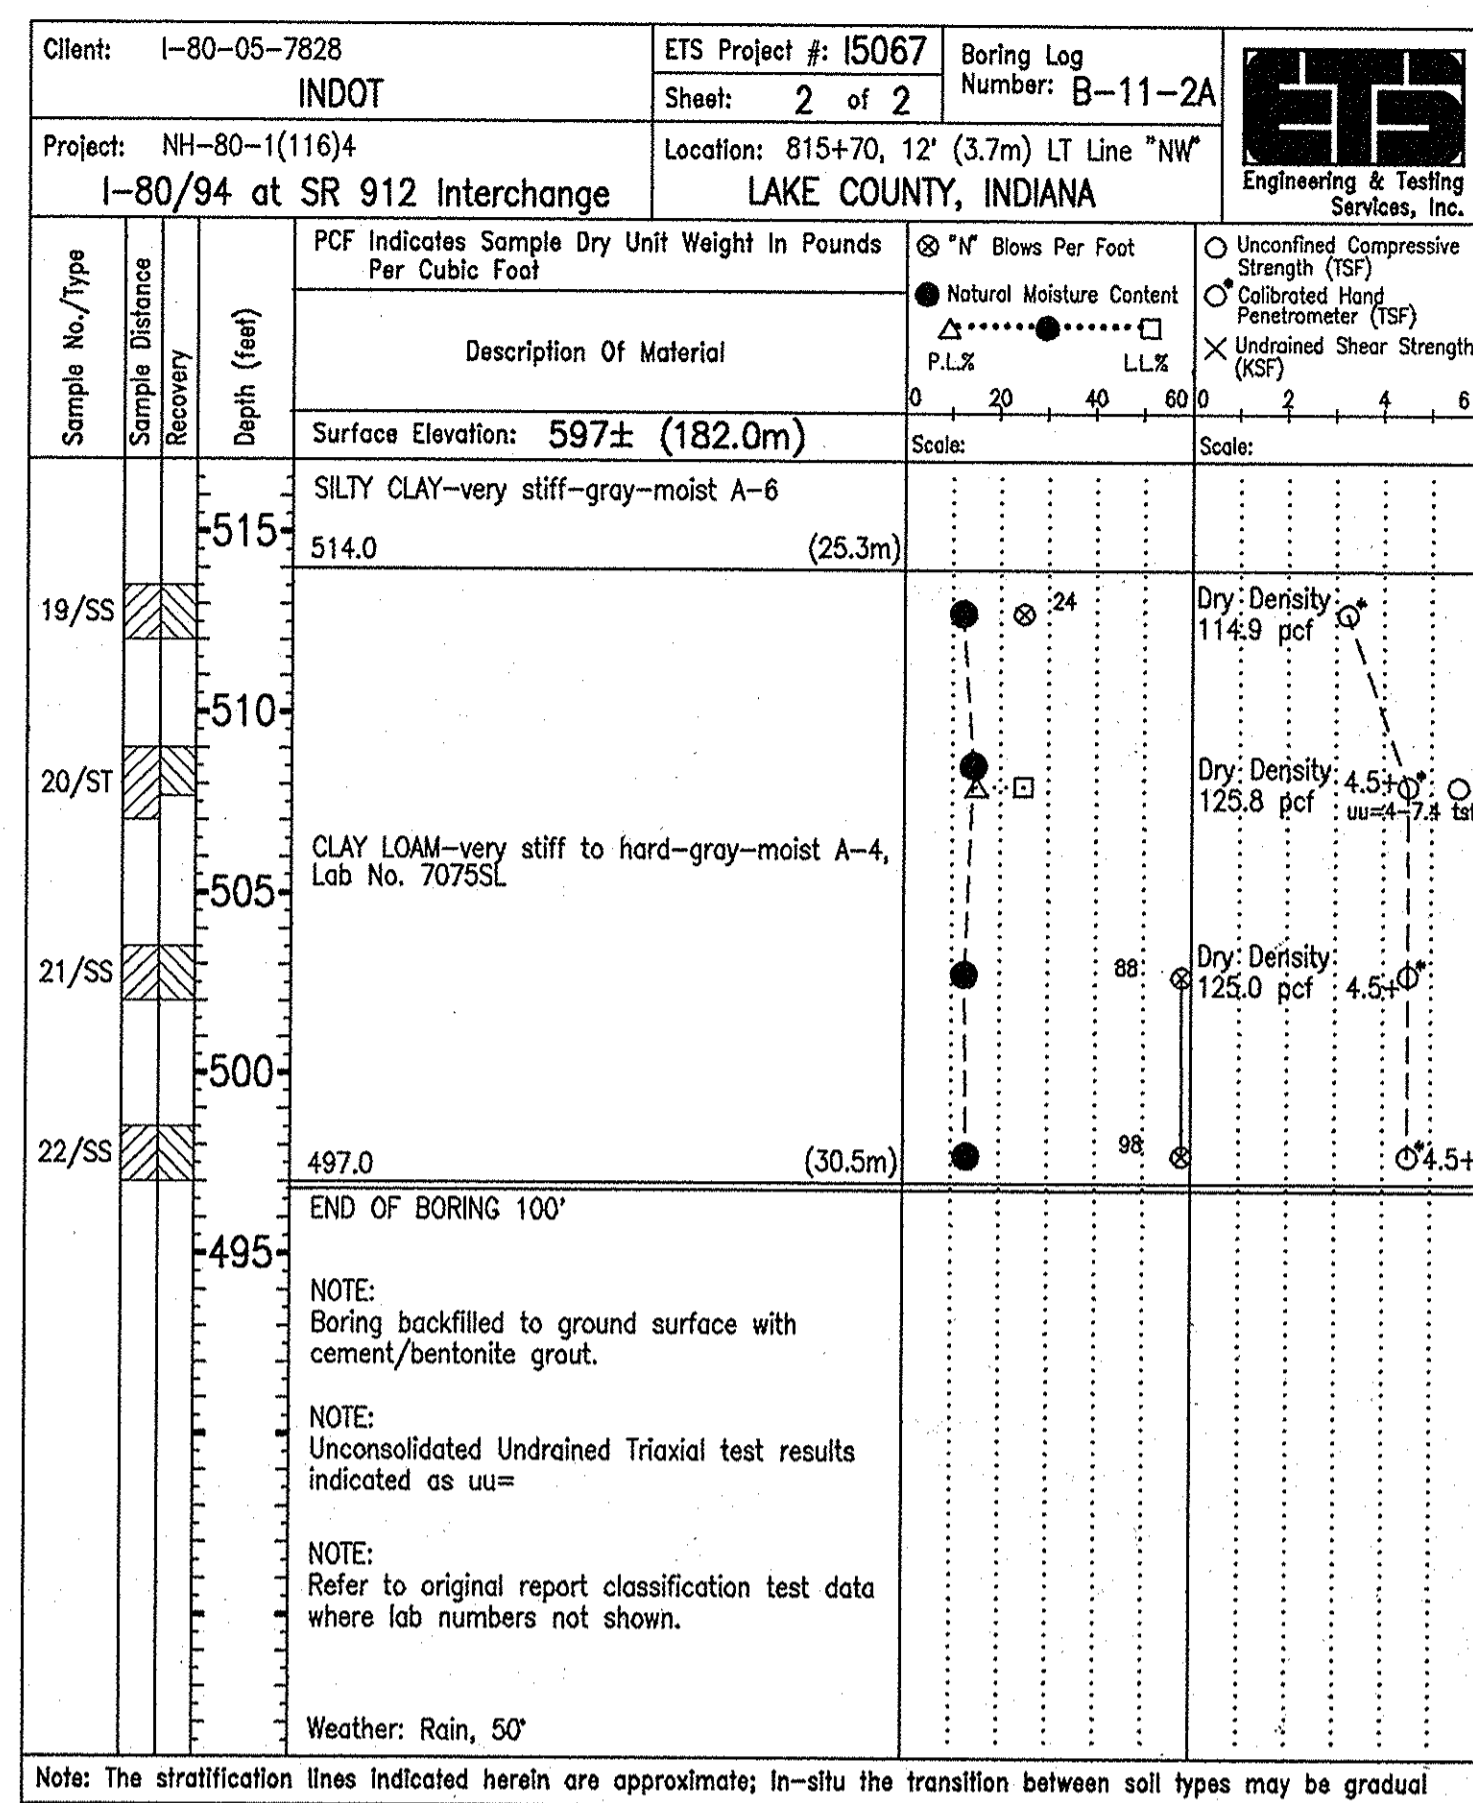 Client: I-80-05-7828
INDOT
ETS Project #: I5067
Sheet: 2 of 2
Boring Log
Number: B-11-2A
ETS
Engineering & Testing
Services, Inc.
Project: NH-80-1(116)4
I-80/94 at SR 912 Interchange
Location: 815+70, 12' (3.7m) LT Line "NW"
LAKE COUNTY, INDIANA
Sample No./Type
Sample Distance
Recovery
Depth (feet)
PCF Indicates Sample Dry Unit Weight In Pounds
Per Cubic Foot
Description Of Material
Surface Elevation: 597± (182.0m)
⊗ "N" Blows Per Foot
Natural Moisture Content
P.L.% L.L.%
0 20 40 60
Scale:
Unconfined Compressive
Strength (TSF)
* Calibrated Hand
Penetrometer (TSF)
Undrained Shear Strength
(KSF)
0 2 4 6
Scale:
SILTY CLAY-very stiff-gray-moist A-6
515
514.0 (25.3m)
19/SS
24
Dry Density
114.9 pcf
*
510
20/ST
Dry Density
125.8 pcf
4.5+ *
uu=4-7.4 tsf
CLAY LOAM-very stiff to hard-gray-moist A-4,
Lab No. 7075SL
505
21/SS
88
Dry Density
125.0 pcf
4.5+ *
500
22/SS
497.0 (30.5m)
98
* 4.5+
END OF BORING 100'
495
NOTE:
Boring backfilled to ground surface with
cement/bentonite grout.
NOTE:
Unconsolidated Undrained Triaxial test results
indicated as uu=
NOTE:
Refer to original report classification test data
where lab numbers not shown.
Weather: Rain, 50°
Note: The stratification lines indicated herein are approximate; in-situ the transition between soil types may be gradual